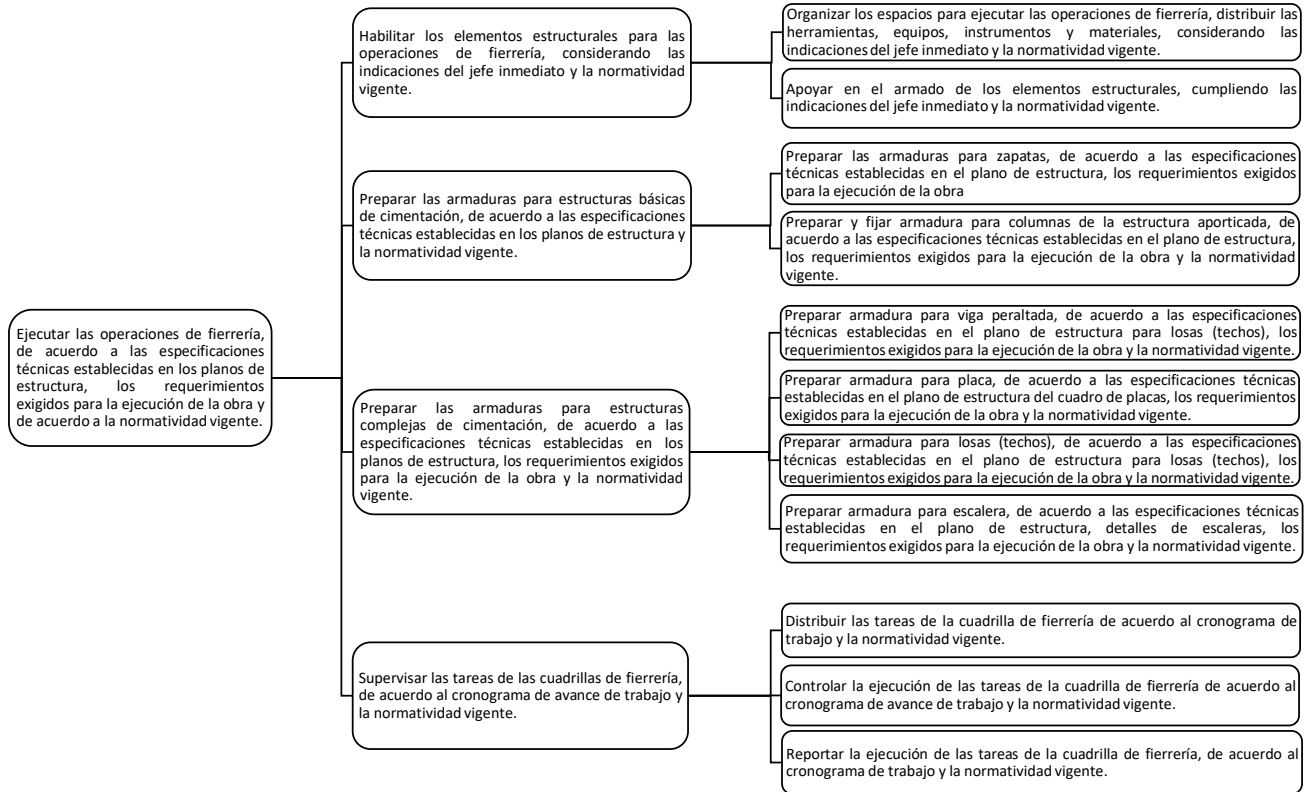 Ejecutar las operaciones de fierrería,
de acuerdo a las especificaciones
técnicas establecidas en los planos de
estructura, los requerimientos
exigidos para la ejecución de la obra y
de acuerdo a la normatividad vigente.
Habilitar los elementos estructurales para las
operaciones de fierrería, considerando las
indicaciones del jefe inmediato y la normatividad
vigente.
Organizar los espacios para ejecutar las operaciones de fierrería, distribuir las
herramientas, equipos, instrumentos y materiales, considerando las
indicaciones del jefe inmediato y la normatividad vigente.
Apoyar en el armado de los elementos estructurales, cumpliendo las
indicaciones del jefe inmediato y la normatividad vigente.
Preparar las armaduras para estructuras básicas
de cimentación, de acuerdo a las especificaciones
técnicas establecidas en los planos de estructura y
la normatividad vigente.
Preparar las armaduras para zapatas, de acuerdo a las especificaciones
técnicas establecidas en el plano de estructura, los requerimientos exigidos
para la ejecución de la obra
Preparar y fijar armadura para columnas de la estructura aporticada, de
acuerdo a las especificaciones técnicas establecidas en el plano de estructura,
los requerimientos exigidos para la ejecución de la obra y la normatividad
vigente.
Preparar las armaduras para estructuras
complejas de cimentación, de acuerdo a las
especificaciones técnicas establecidas en los
planos de estructura, los requerimientos exigidos
para la ejecución de la obra y la normatividad
vigente.
Preparar armadura para viga peraltada, de acuerdo a las especificaciones
técnicas establecidas en el plano de estructura para losas (techos), los
requerimientos exigidos para la ejecución de la obra y la normatividad vigente.
Preparar armadura para placa, de acuerdo a las especificaciones técnicas
establecidas en el plano de estructura del cuadro de placas, los requerimientos
exigidos para la ejecución de la obra y la normatividad vigente.
Preparar armadura para losas (techos), de acuerdo a las especificaciones
técnicas establecidas en el plano de estructura para losas (techos), los
requerimientos exigidos para la ejecución de la obra y la normatividad vigente.
Preparar armadura para escalera, de acuerdo a las especificaciones técnicas
establecidas en el plano de estructura, detalles de escaleras, los
requerimientos exigidos para la ejecución de la obra y la normatividad vigente.
Supervisar las tareas de las cuadrillas de fierrería,
de acuerdo al cronograma de avance de trabajo y
la normatividad vigente.
Distribuir las tareas de la cuadrilla de fierrería de acuerdo al cronograma de
trabajo y la normatividad vigente.
Controlar la ejecución de las tareas de la cuadrilla de fierrería de acuerdo al
cronograma de avance de trabajo y la normatividad vigente.
Reportar la ejecución de las tareas de la cuadrilla de fierrería, de acuerdo al
cronograma de trabajo y la normatividad vigente.